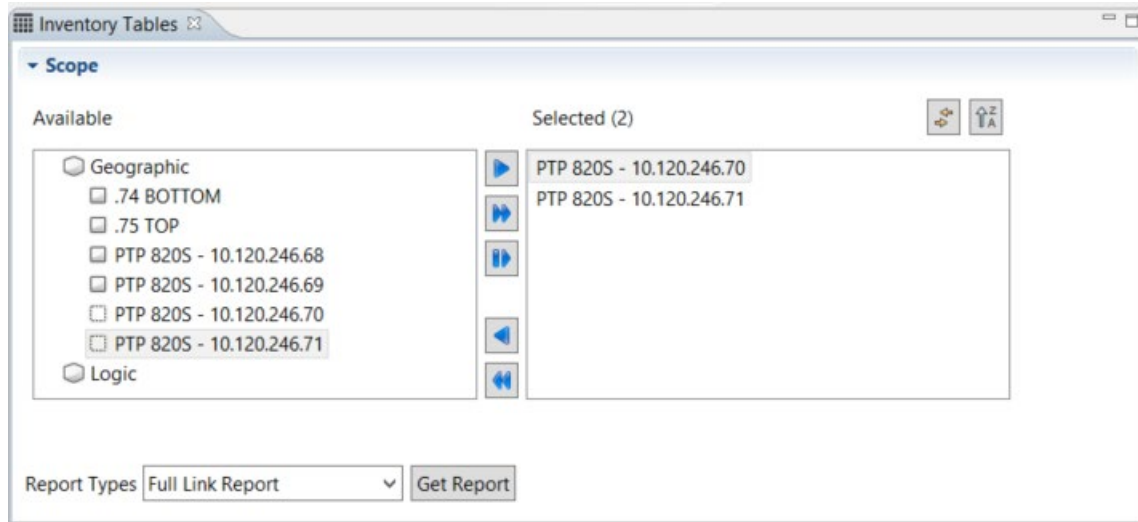 Inventory Tables
Scope
Available
Selected (2)
Geographic
.74 BOTTOM
.75 TOP
PTP 820S - 10.120.246.68
PTP 820S - 10.120.246.69
PTP 820S - 10.120.246.70
PTP 820S - 10.120.246.71
Logic
PTP 820S - 10.120.246.70
PTP 820S - 10.120.246.71
Z
A
Report Types Full Link Report Get Report